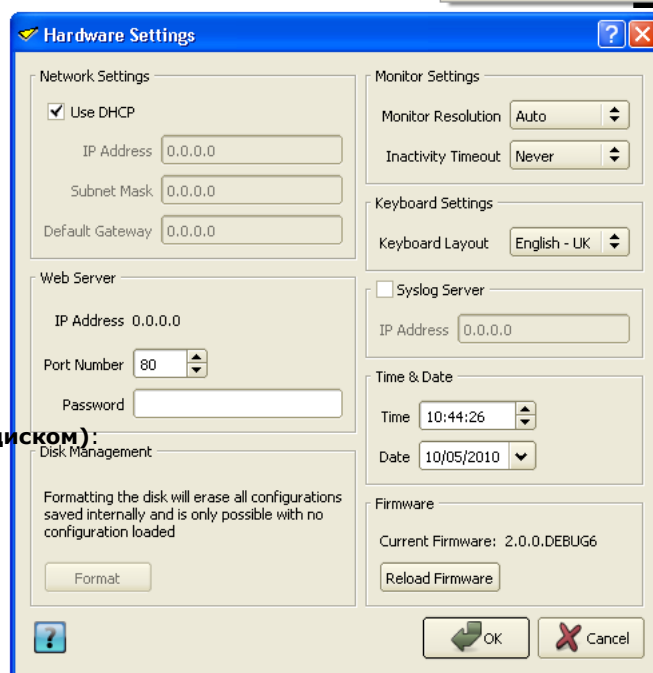 Hardware Settings
Network Settings
Use DHCP
IP Address 0.0.0.0
Subnet Mask 0.0.0.0
Default Gateway 0.0.0.0
Web Server
IP Address 0.0.0.0
Port Number 80
Password
диском):
Disk Management
Formatting the disk will erase all configurations
saved internally and is only possible with no
configuration loaded
Format
Monitor Settings
Monitor Resolution Auto
Inactivity Timeout Never
Keyboard Settings
Keyboard Layout English - UK
Syslog Server
IP Address 0.0.0.0
Time & Date
Time 10:44:26
Date 10/05/2010
Firmware
Current Firmware: 2.0.0.DEBUG6
Reload Firmware
OK
Cancel